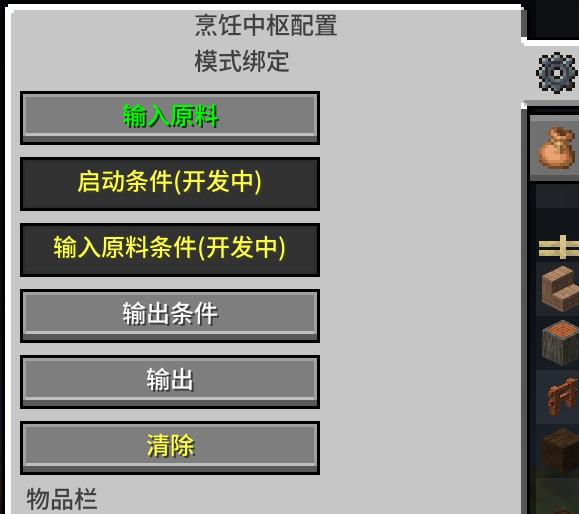 烹饪中枢配置
模式绑定
输入原料
启动条件(开发中)
输入原料条件(开发中)
输出条件
输出
清除
物品栏